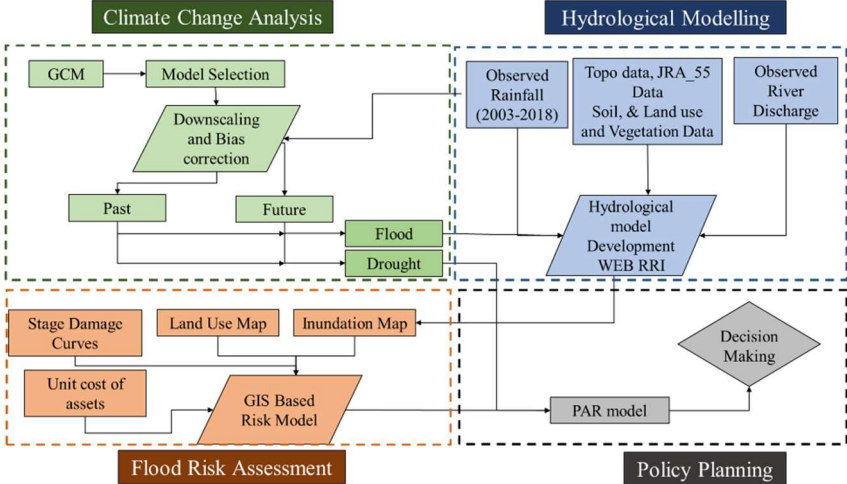 Climate Change Analysis
Hydrological Modelling
GCM
Model Selection
Downscaling
and Bias
correction
Past
Future
Flood
Drought
Observed
Rainfall
(2003-2018)
Topo data, JRA_55
Data
Soil, & Land use
and Vegetation Data
Observed
River
Discharge
Hydrological
model
Development
WEB RRI
Stage Damage
Curves
Land Use Map
Inundation Map
Unit cost of
assets
GIS Based
Risk Model
Decision
Making
PAR model
Flood Risk Assessment
Policy Planning